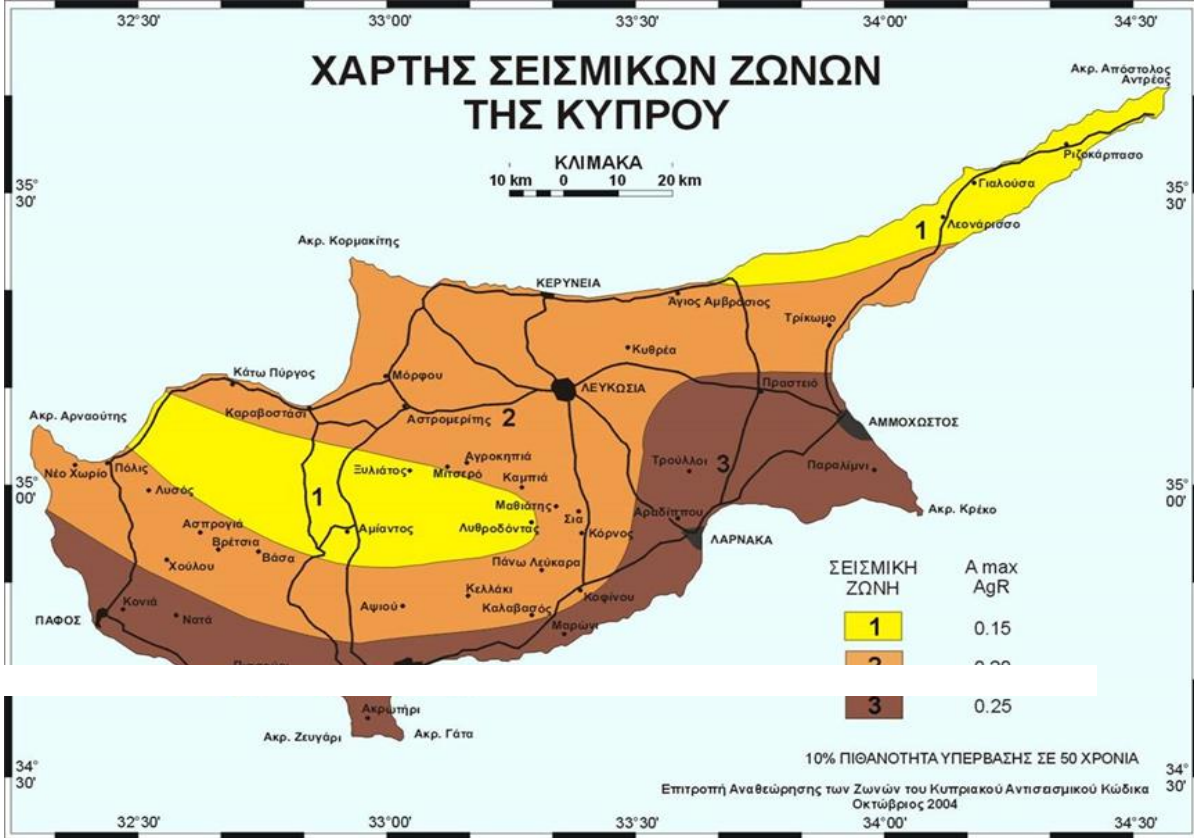 32°30'
33°00'
33°30'
34°00'
34°30'
ΧΑΡΤΗΣ ΣΕΙΣΜΙΚΩΝ ΖΩΝΩΝ
ΤΗΣ ΚΥΠΡΟΥ
ΚΛΙΜΑΚΑ
10 km 0 10 20 km
Ακρ. Απόστολος
Αντρέας
Ριζοκάρπασο
Γιαλούσα
35°
30'
35°
30'
Λεονάρισσο
1
Ακρ. Κορμακίτης
ΚΕΡΥΝΕΙΑ
Άγιος Αμβρόσιος
Τρίκωμο
Κυθρέα
Κάτω Πύργος
Μόρφου
ΛΕΥΚΩΣΙΑ
Πραστειό
Ακρ. Αρναούτης
Καραβοστάσι
Αστρομερίτης
2
ΑΜΜΟΧΩΣΤΟΣ
Νέο Χωρίο
Πόλις
Ξυλιάτος
Μιτσερό
Αγροκηπιά
Καμπιά
Τρούλλοι
3
Παραλίμνι
35°
00'
35°
00'
Λυσός
1
Μαθιάτης
Σια
Αραδίππου
Ακρ. Κρέκο
Ασπρογιά
Βρέτσια
Βάσα
Χούλου
Αμίαντος
Λυθροδόντας
Κόρνος
ΛΑΡΝΑΚΑ
Πάνω Λεύκαρα
Κελλάκι
Κοφίνου
Κονιά
Νατά
Αψιού
Καλαβασός
Μαρώνι
ΠΑΦΟΣ
ΣΕΙΣΜΙΚΗ
ΖΩΝΗ
A max
AgR
1 0.15
3 0.25
Ακρωτήρι
Ακρ. Ζευγάρι
Ακρ. Γάτα
34°
30'
34°
30'
10% ΠΙΘΑΝΟΤΗΤΑ ΥΠΕΡΒΑΣΗΣ ΣΕ 50 ΧΡΟΝΙΑ
Επιτροπή Αναθεώρησης των Ζωνών του Κυπριακού Αντισεισμικού Κώδικα
Οκτώβριος 2004
32°30'
33°00'
33°30'
34°00'
34°30'